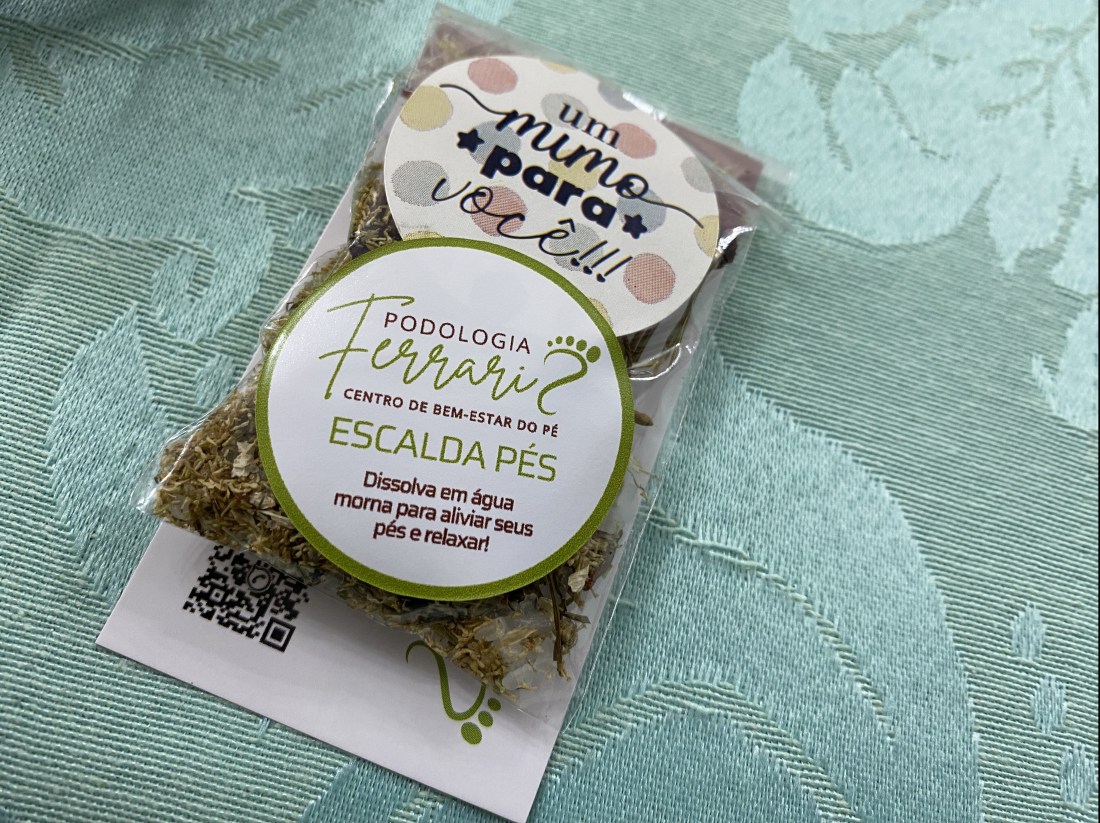 um
mimo
para
você!!!
PODOLOGIA
Ferrari
CENTRO DE BEM-ESTAR DO PÉ
ESCALDA PÉS
Dissolva em água
morna para aliviar seus
pés e relaxar!